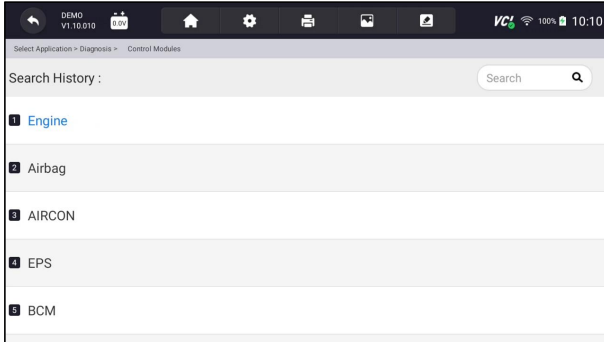 DEMO
V1.10.010
0.0V
VCI 100% 10:10
Select Application > Diagnosis > Control Modules
Search History :
Search
1 Engine
2 Airbag
3 AIRCON
4 EPS
5 BCM